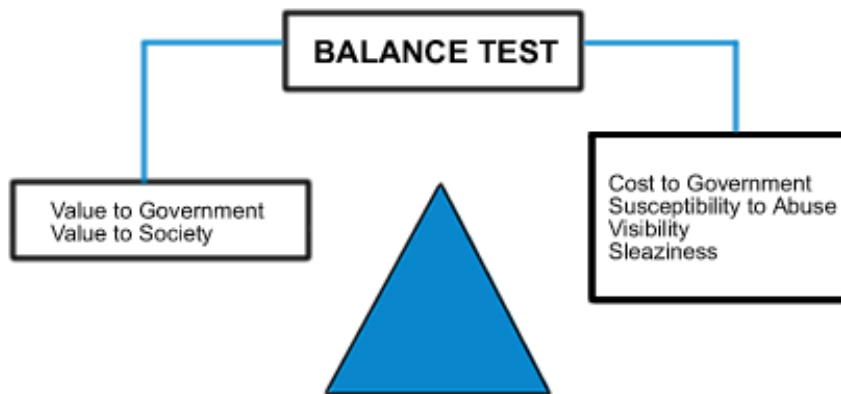 BALANCE TEST
Value to Government
Value to Society
Cost to Government
Susceptibility to Abuse
Visibility
Sleaziness